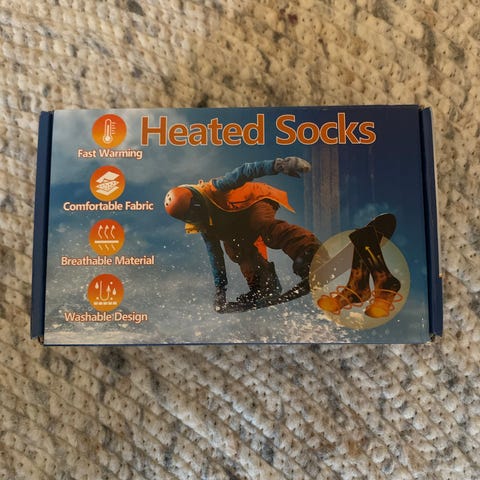 Heated Socks
Fast Warming
Comfortable Fabric
Breathable Material
Washable Design